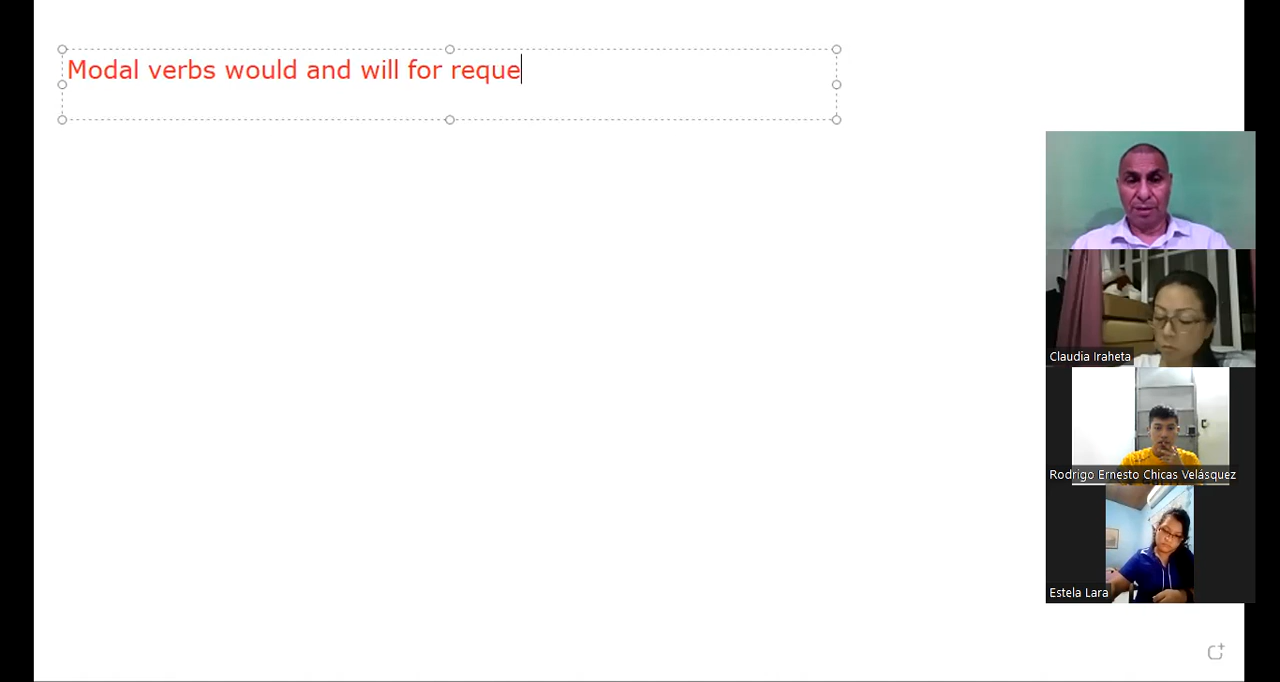 Modal verbs would and will for reque
Claudia Iraheta
Rodrigo Ernesto Chicas Velásquez
Estela Lara